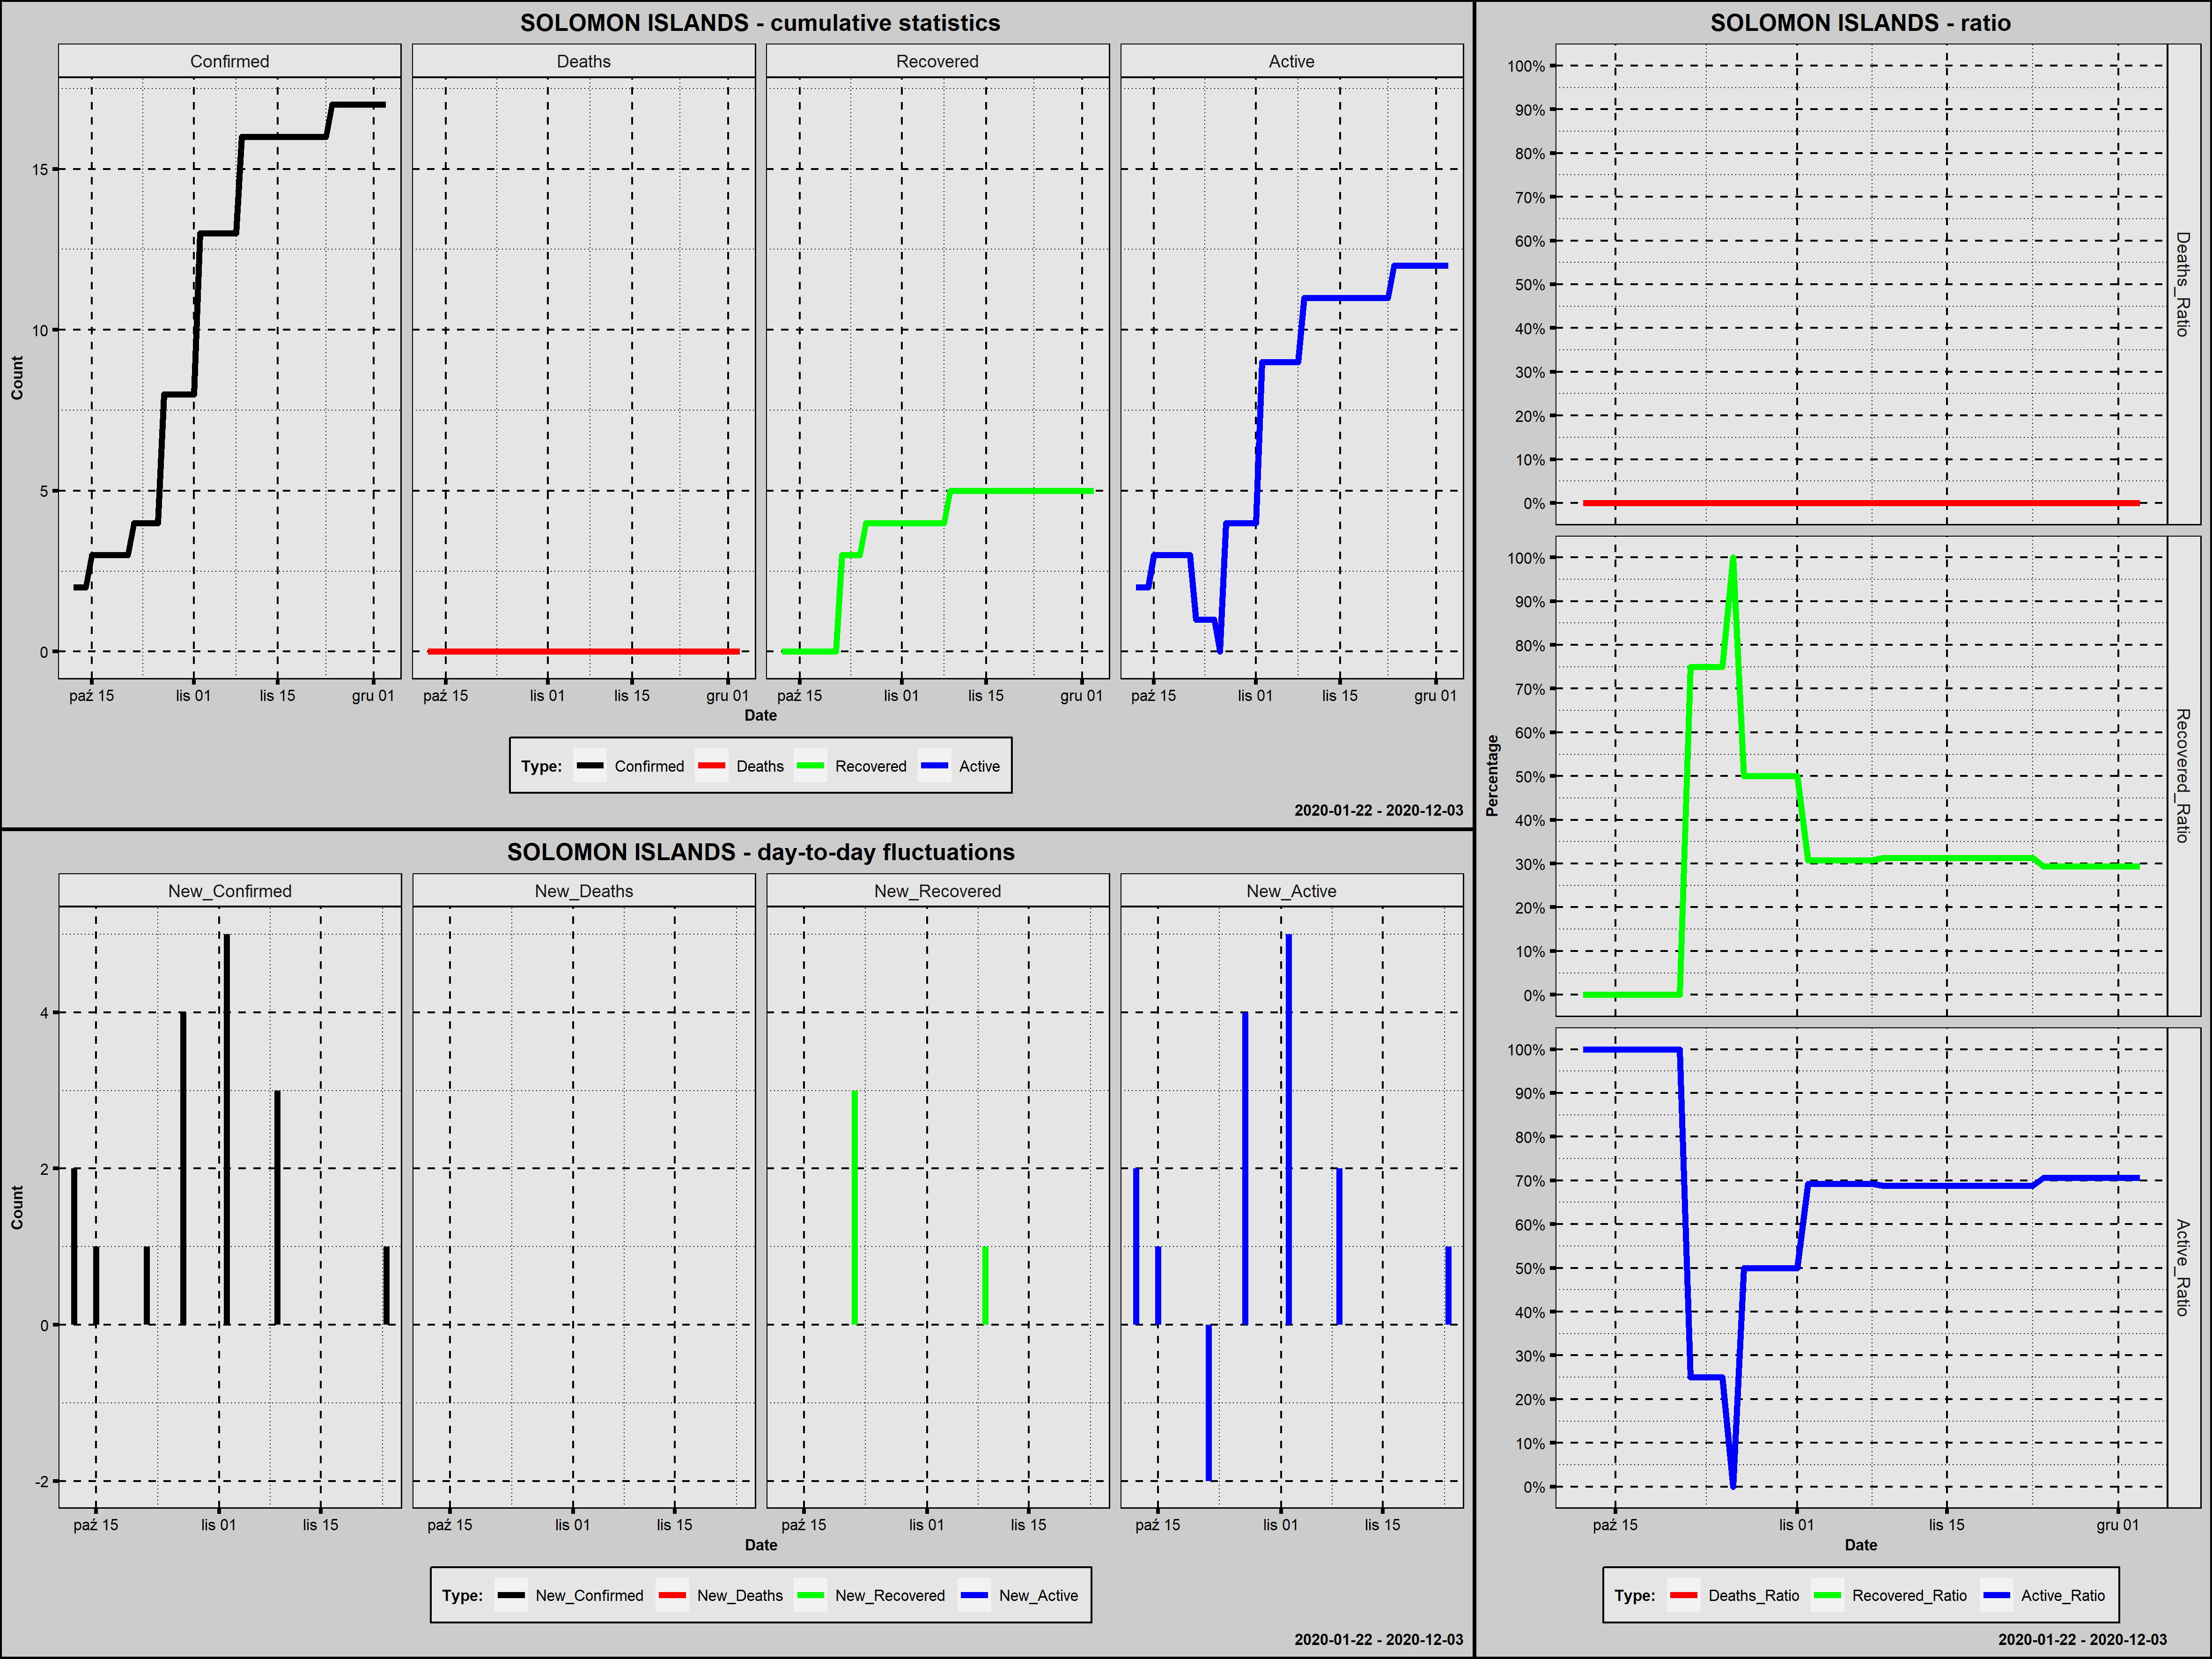 SOLOMON ISLANDS - cumulative statistics
Confirmed
Deaths
Recovered
Active
Count
15
10
5
0
paź 15
lis 01
lis 15
gru 01
paź 15
lis 01
lis 15
gru 01
paź 15
lis 01
lis 15
gru 01
paź 15
lis 01
lis 15
gru 01
Date
Type: Confirmed Deaths Recovered Active
2020-01-22 - 2020-12-03
SOLOMON ISLANDS - day-to-day fluctuations
New_Confirmed
New_Deaths
New_Recovered
New_Active
Count
4
2
0
-2
paź 15
lis 01
lis 15
paź 15
lis 01
lis 15
paź 15
lis 01
lis 15
paź 15
lis 01
lis 15
Date
Type: New_Confirmed New_Deaths New_Recovered New_Active
2020-01-22 - 2020-12-03
SOLOMON ISLANDS - ratio
Percentage
100%
90%
80%
70%
60%
50%
40%
30%
20%
10%
0%
Deaths_Ratio
100%
90%
80%
70%
60%
50%
40%
30%
20%
10%
0%
Recovered_Ratio
100%
90%
80%
70%
60%
50%
40%
30%
20%
10%
0%
Active_Ratio
paź 15
lis 01
lis 15
gru 01
Date
Type: Deaths_Ratio Recovered_Ratio Active_Ratio
2020-01-22 - 2020-12-03